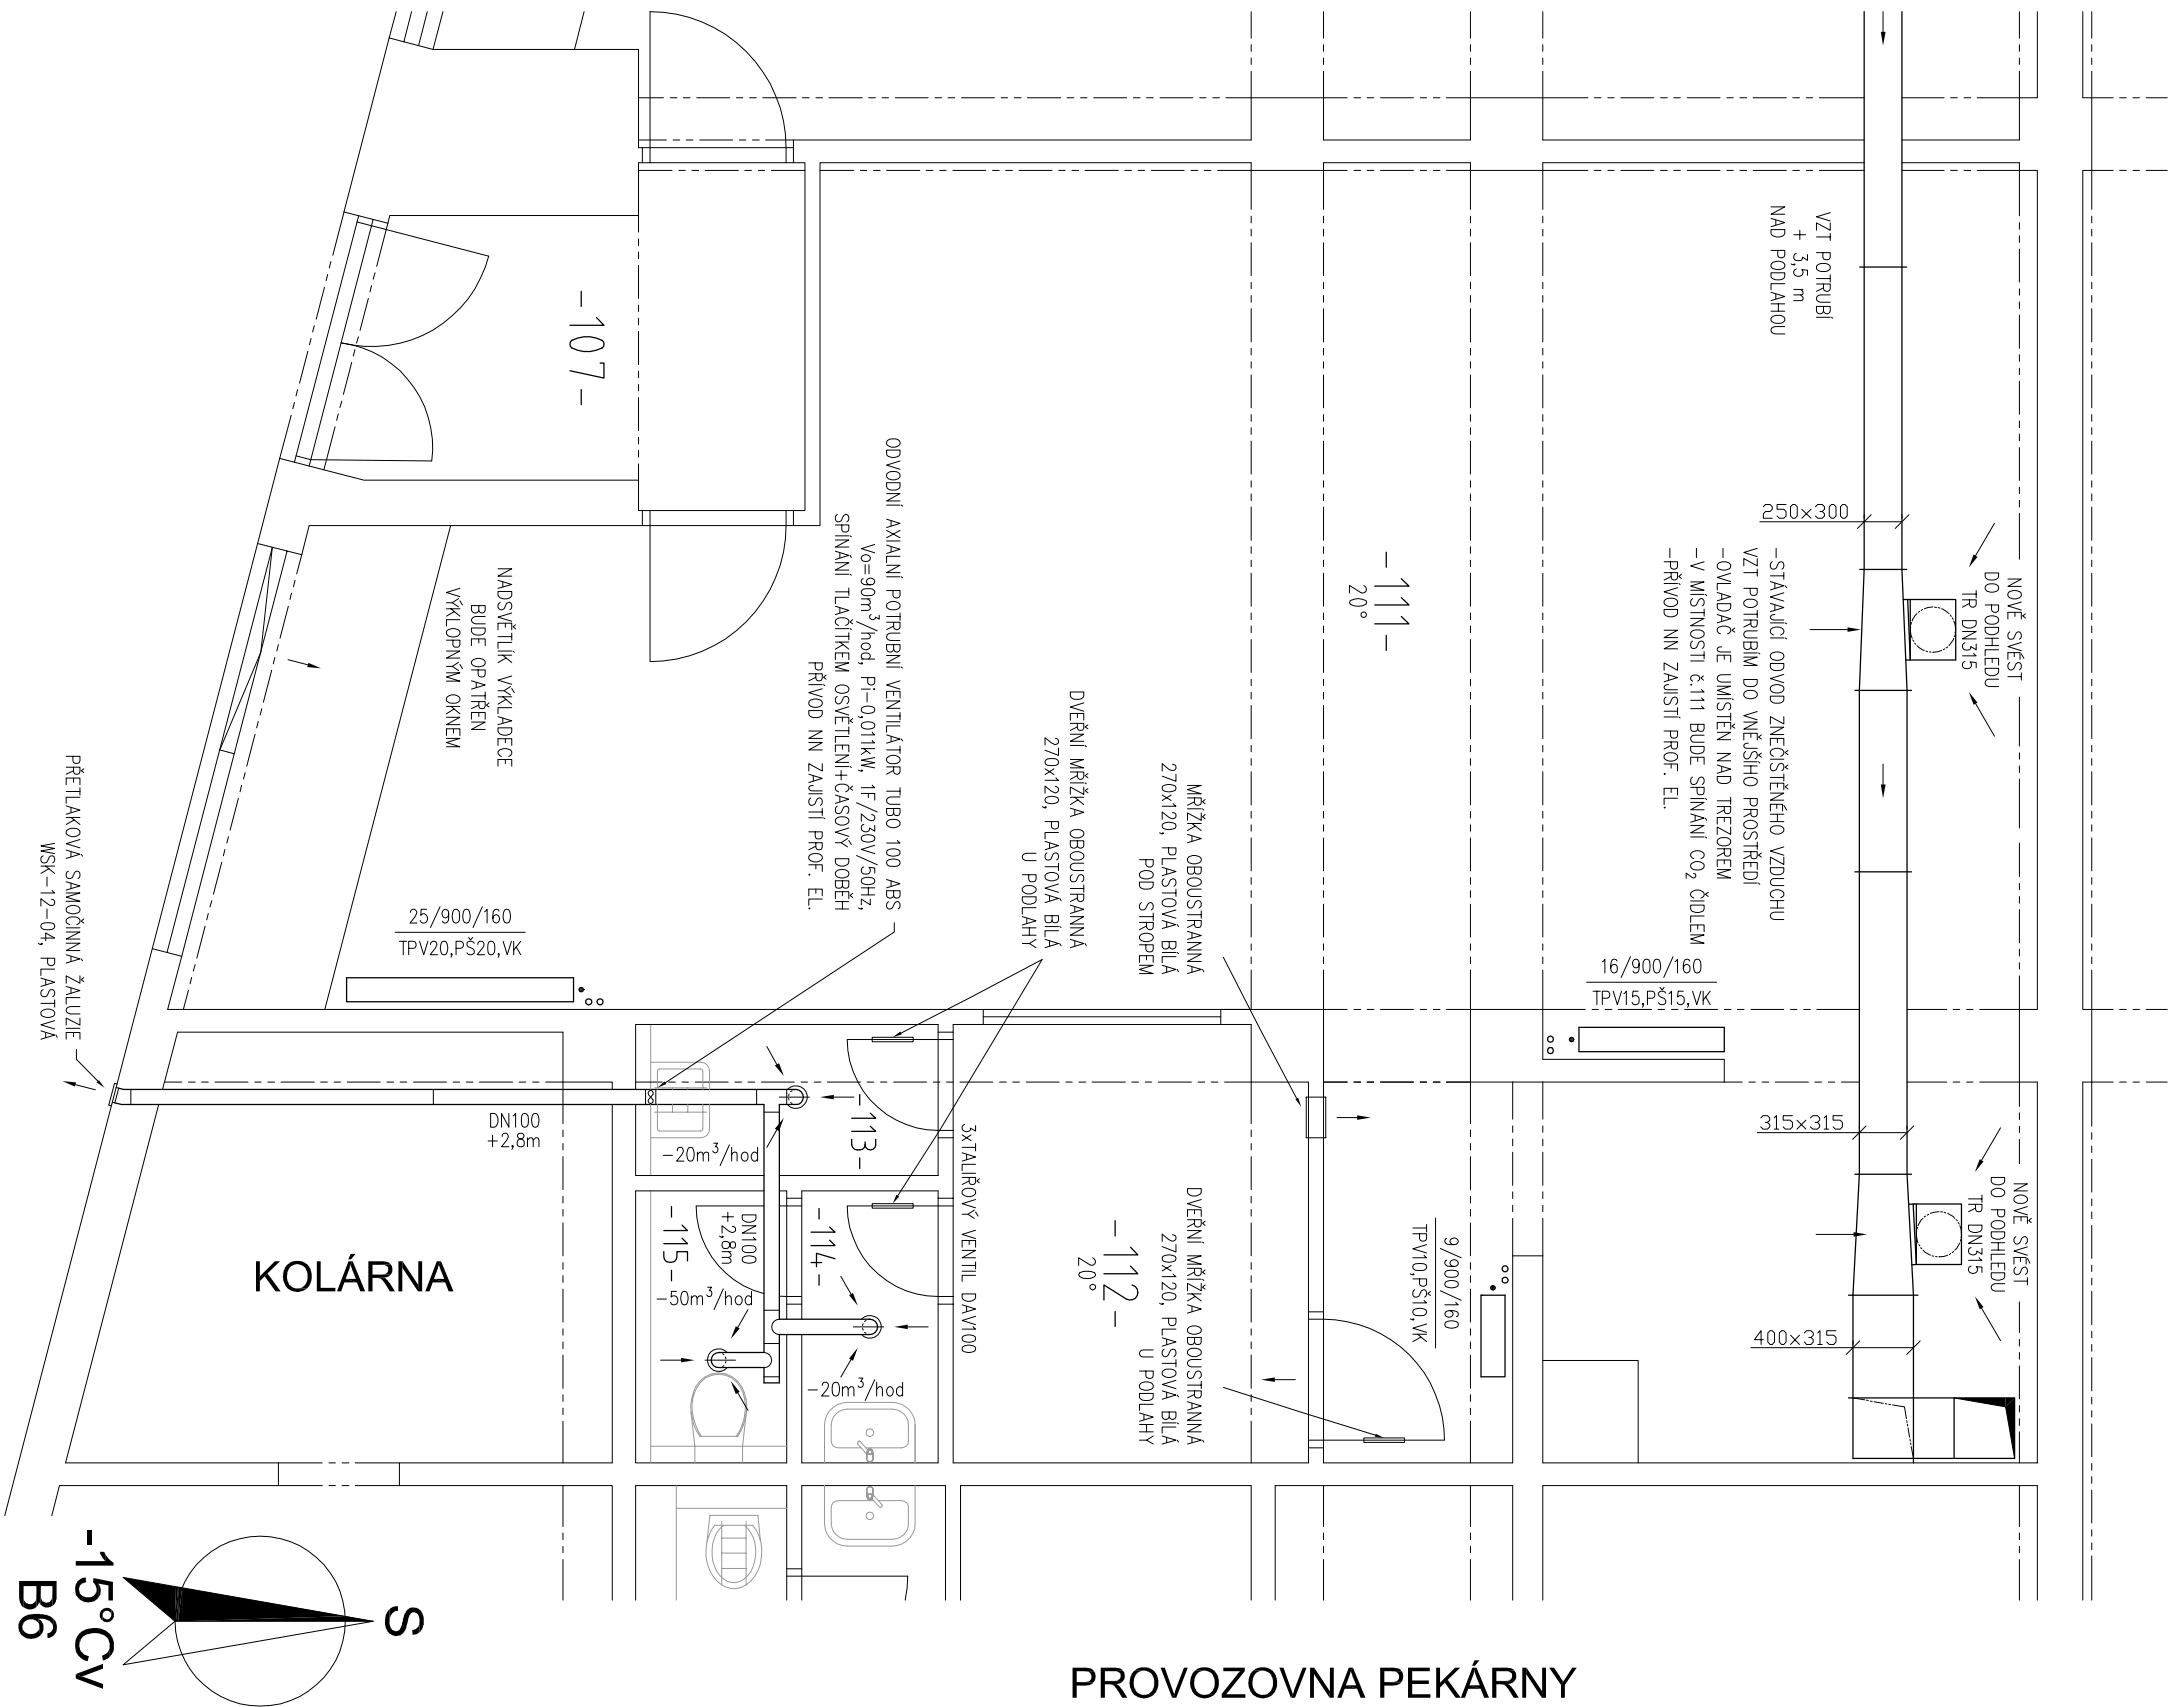 VZT POTRUBÍ
+ 3,5 m
NAD PODLAHOU
250x300
NOVĚ SVÉST
DO PODHLEDU
TR DN315
-STÁVAJÍCÍ ODVOD ZNEČIŠTĚNÉHO VZDUCHU
VZT POTRUBÍM DO VNĚJŠÍHO PROSTŘEDÍ
-OVLADAČ JE UMÍSTĚN NAD TREZOREM
-V MÍSTNOSTI č.111 BUDE SPÍNÁNÍ CO₂ ČIDLEM
-PŘÍVOD NN ZAJISTÍ PROF. EL.
-107-
-111-
20°
ODVODNÍ AXIALNÍ POTRUBNÍ VENTILÁTOR TUBO 100 ABS
Vo=90m³/hod, Pi-0,011kW, 1F/230V/50Hz,
SPÍNÁNÍ TLAČÍTKEM OSVĚTLENÍ+ČASOVÝ DOBĚH
PŘÍVOD NN ZAJISTÍ PROF. EL.
NADSVĚTLÍK VÝKLADECE
BUDE OPATŘEN
VÝKLOPNÝM OKNEM
DVEŘNÍ MŘÍŽKA OBOUSTRANNÁ
270x120, PLASTOVÁ BÍLÁ
U PODLAHY
MŘÍŽKA OBOUSTRANNÁ
270x120, PLASTOVÁ BÍLÁ
POD STROPEM
PŘETLAKOVÁ SAMOČINNÁ ŽALUZIE
WSK-12-04, PLASTOVÁ
25/900/160
TPV20,PŠ20,VK
16/900/160
TPV15,PŠ15,VK
315x315
NOVĚ SVÉST
DO PODHLEDU
TR DN315
400x315
DN100
+2,8m
-20m³/hod
-113-
3xTALIŘOVÝ VENTIL DAV100
-115-
DN100
+2,8m
-50m³/hod
-114-
-20m³/hod
-112-
20°
DVEŘNÍ MŘÍŽKA OBOUSTRANNÁ
270x120, PLASTOVÁ BÍLÁ
U PODLAHY
9/900/160
TPV10,PŠ10,VK
KOLÁRNA
S
-15°Cv
B6
PROVOZOVNA PEKÁRNY